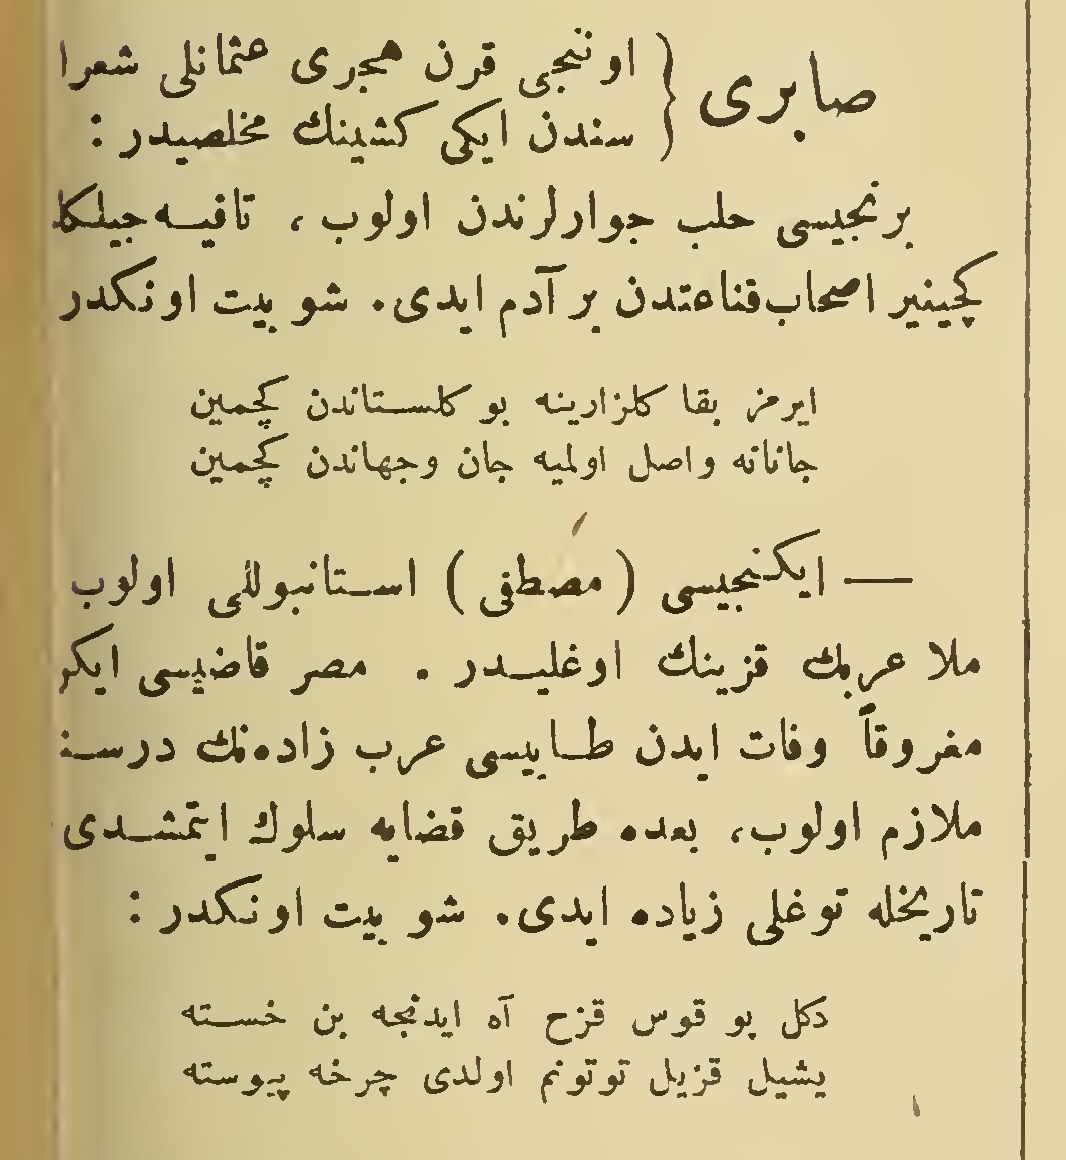 صابری { اوننجی قرن هجری عثمانلی شعرا
سندن ایکی کشینك مخلصیدر :
برنجیسی حلب جوارلرندن اولوب ، تافیـه جیلکله
کچینیر اصحاب قناعتدن بر آدم ایدی. شو بیت اونکدر
ایرمز بقا کلزارینه بو کلستاندن کچمین
جانانه واصل اولمیه جان وجهاندن کچمین
— ایکنجیسی ( مصطفی ) استانبوللی اولوب
ملا عربك قزینك اوغلیدر . مصر قاضیسی ایکن
مغروقاً وفات ایدن طاییسی عرب زاده‌نك
ملازم اولوب، بعده طریق قضایه سلوك ایتمشدی
تاریخله توغلی زیاده ایدی. شو بیت اونکدر :
دکل بو قوس قزح آه ایدنجه بن خسته
یشیل قزیل توتونم اولدی چرخه پیوسته